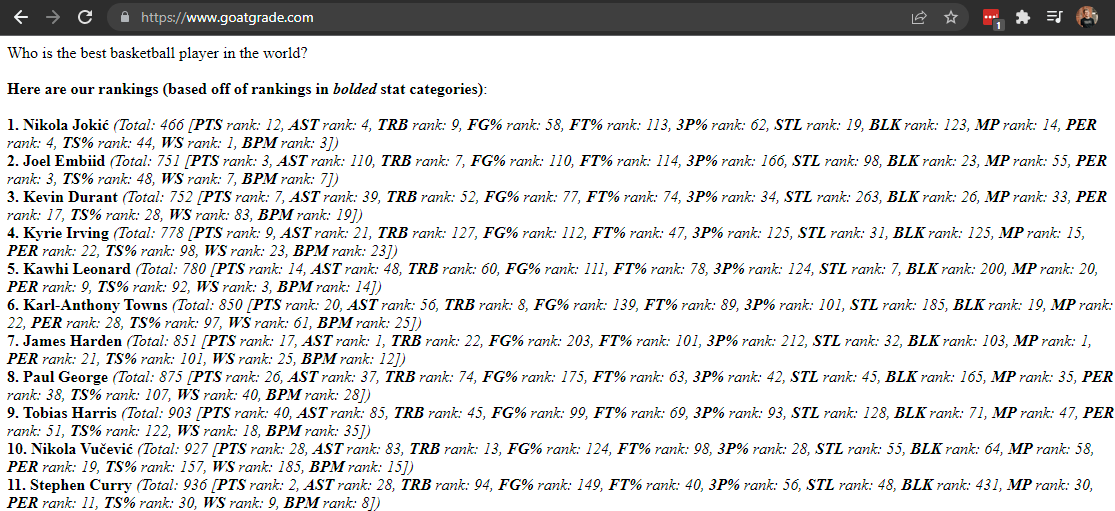 https://www.goatgrade.com
1
Who is the best basketball player in the world?
Here are our rankings (based off of rankings in bolded stat categories):
1. Nikola Jokić (Total: 466 [PTS rank: 12, AST rank: 4, TRB rank: 9, FG% rank: 58, FT% rank: 113, 3P% rank: 62, STL rank: 19, BLK rank: 123, MP rank: 14, PER
rank: 4, TS% rank: 44, WS rank: 1, BPM rank: 3])
2. Joel Embiid (Total: 751 [PTS rank: 3, AST rank: 110, TRB rank: 7, FG% rank: 110, FT% rank: 114, 3P% rank: 166, STL rank: 98, BLK rank: 23, MP rank: 55, PER
rank: 3, TS% rank: 48, WS rank: 7, BPM rank: 7])
3. Kevin Durant (Total: 752 [PTS rank: 7, AST rank: 39, TRB rank: 52, FG% rank: 77, FT% rank: 74, 3P% rank: 34, STL rank: 263, BLK rank: 26, MP rank: 33, PER
rank: 17, TS% rank: 28, WS rank: 83, BPM rank: 19])
4. Kyrie Irving (Total: 778 [PTS rank: 9, AST rank: 21, TRB rank: 127, FG% rank: 112, FT% rank: 47, 3P% rank: 125, STL rank: 31, BLK rank: 125, MP rank: 15,
PER rank: 22, TS% rank: 98, WS rank: 23, BPM rank: 23])
5. Kawhi Leonard (Total: 780 [PTS rank: 14, AST rank: 48, TRB rank: 60, FG% rank: 111, FT% rank: 78, 3P% rank: 124, STL rank: 7, BLK rank: 200, MP rank: 20,
PER rank: 9, TS% rank: 92, WS rank: 3, BPM rank: 14])
6. Karl-Anthony Towns (Total: 850 [PTS rank: 20, AST rank: 56, TRB rank: 8, FG% rank: 139, FT% rank: 89, 3P% rank: 101, STL rank: 185, BLK rank: 19, MP rank:
22, PER rank: 28, TS% rank: 97, WS rank: 61, BPM rank: 25])
7. James Harden (Total: 851 [PTS rank: 17, AST rank: 1, TRB rank: 22, FG% rank: 203, FT% rank: 101, 3P% rank: 212, STL rank: 32, BLK rank: 103, MP rank: 1,
PER rank: 21, TS% rank: 101, WS rank: 25, BPM rank: 12])
8. Paul George (Total: 875 [PTS rank: 26, AST rank: 37, TRB rank: 74, FG% rank: 175, FT% rank: 63, 3P% rank: 42, STL rank: 45, BLK rank: 165, MP rank: 35, PER
rank: 38, TS% rank: 107, WS rank: 40, BPM rank: 28])
9. Tobias Harris (Total: 903 [PTS rank: 40, AST rank: 85, TRB rank: 45, FG% rank: 99, FT% rank: 69, 3P% rank: 93, STL rank: 128, BLK rank: 71, MP rank: 47, PER
rank: 51, TS% rank: 122, WS rank: 18, BPM rank: 35])
10. Nikola Vučević (Total: 927 [PTS rank: 28, AST rank: 83, TRB rank: 13, FG% rank: 124, FT% rank: 98, 3P% rank: 28, STL rank: 55, BLK rank: 64, MP rank: 58,
PER rank: 19, TS% rank: 157, WS rank: 185, BPM rank: 15])
11. Stephen Curry (Total: 936 [PTS rank: 2, AST rank: 28, TRB rank: 94, FG% rank: 149, FT% rank: 40, 3P% rank: 56, STL rank: 48, BLK rank: 431, MP rank: 30,
PER rank: 11, TS% rank: 30, WS rank: 9, BPM rank: 8])